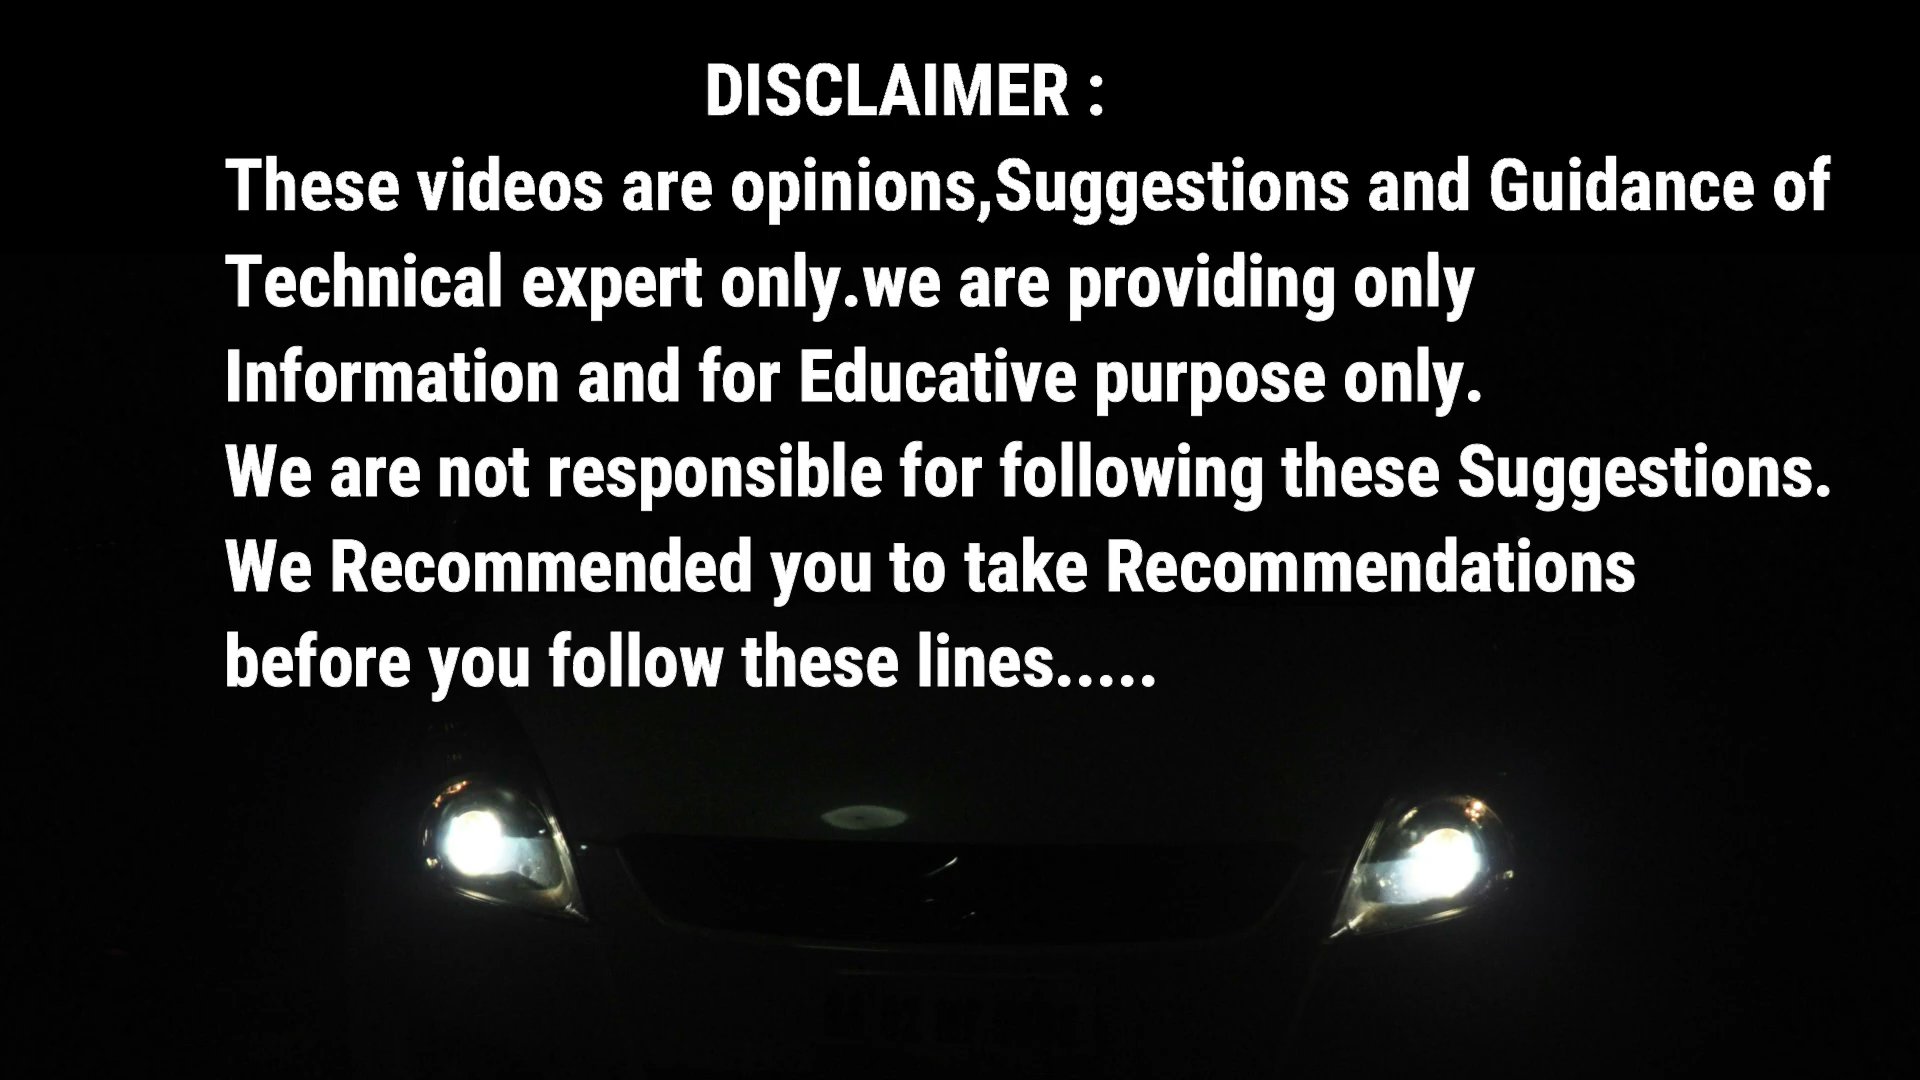 DISCLAIMER :
These videos are opinions,Suggestions and Guidance of
Technical expert only.we are providing only
Information and for Educative purpose only.
We are not responsible for following these Suggestions.
We Recommended you to take Recommendations
before you follow these lines.....